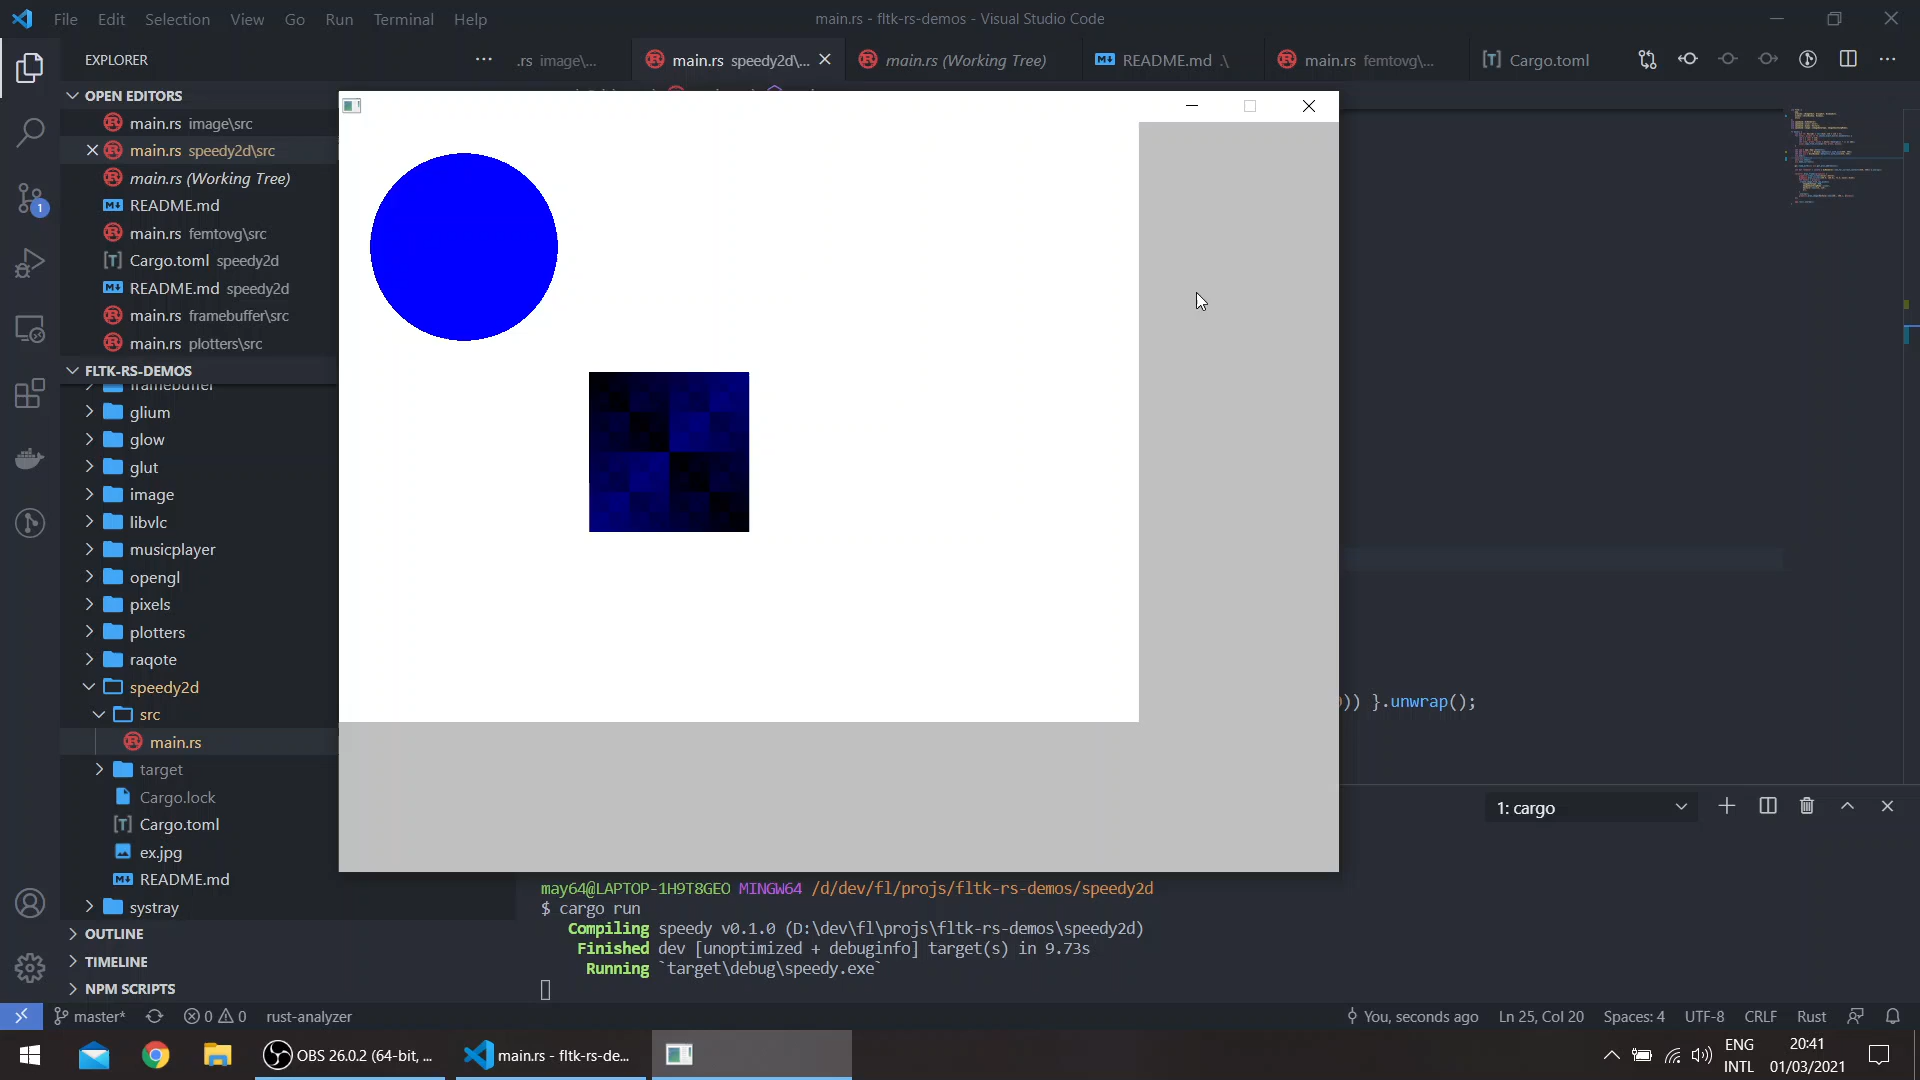 File Edit Selection View Go Run Terminal Help
main.rs - fltk-rs-demos - Visual Studio Code
EXPLORER
.rs image\...
main.rs speedy2d\...
main.rs (Working Tree)
README.md .\
main.rs femtovg\...
[T] Cargo.toml
OPEN EDITORS
main.rs image\src
main.rs speedy2d\src
main.rs (Working Tree)
README.md
main.rs femtovg\src
[T] Cargo.toml speedy2d
README.md speedy2d
main.rs framebuffer\src
main.rs plotters\src
FLTK-RS-DEMOS
framebuffer
glium
glow
glut
image
libvlc
musicplayer
opengl
pixels
plotters
raqote
speedy2d
src
main.rs
target
Cargo.lock
[T] Cargo.toml
ex.jpg
README.md
systray
OUTLINE
TIMELINE
NPM SCRIPTS
)) }.unwrap();
1: cargo
may64@LAPTOP-1H9T8GEO MINGW64 /d/dev/fl/projs/fltk-rs-demos/speedy2d
$ cargo run
Compiling speedy v0.1.0 (D:\dev\fl\projs\fltk-rs-demos\speedy2d)
Finished dev [unoptimized + debuginfo] target(s) in 9.73s
Running `target\debug\speedy.exe`
1
master*
0 0
rust-analyzer
You, seconds ago
Ln 25, Col 20
Spaces: 4
UTF-8
CRLF
Rust
OBS 26.0.2 (64-bit, ...
main.rs - fltk-rs-de...
ENG
INTL
20:41
01/03/2021